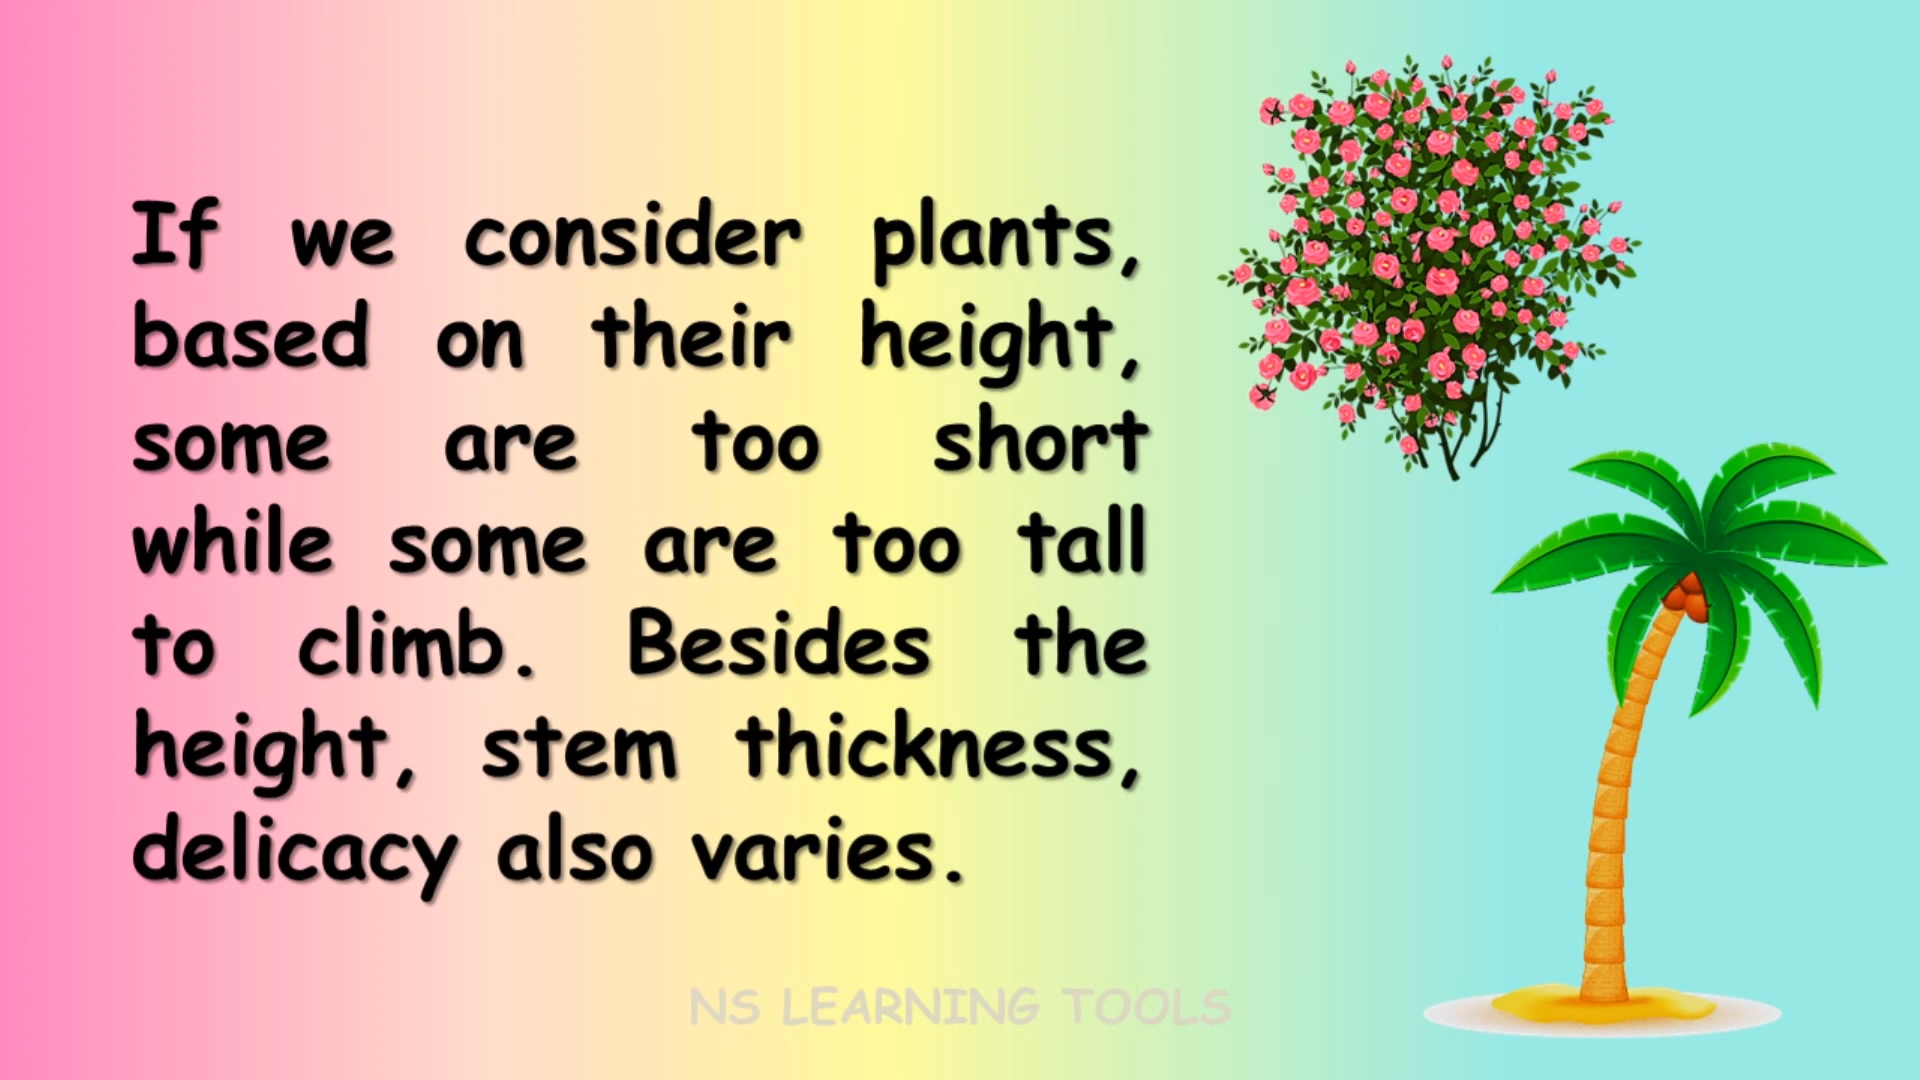 If we consider plants,
based on their height,
some are too short
while some are too tall
to climb. Besides the
height, stem thickness,
delicacy also varies.
NS LEARNING TOOLS